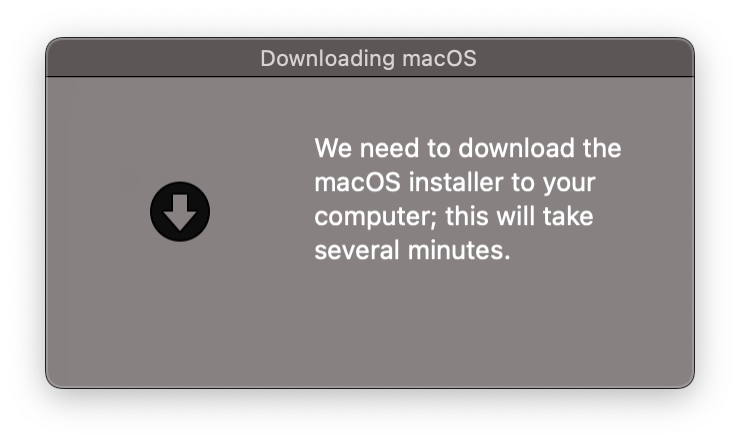 Downloading macOS
We need to download the
macOS installer to your
computer; this will take
several minutes.